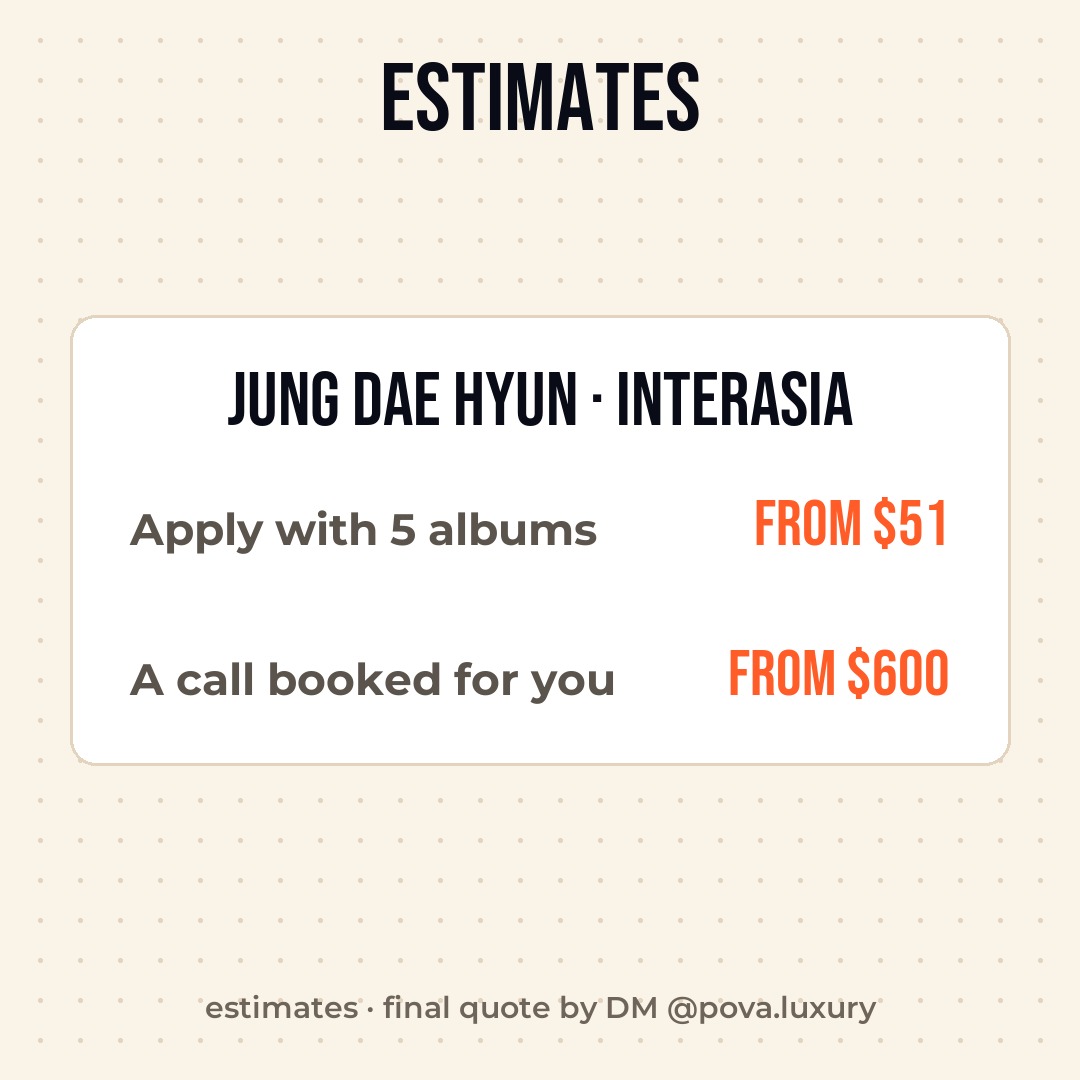 ESTIMATES
JUNG DAE HYUN · INTERASIA
Apply with 5 albums FROM $51
A call booked for you FROM $600
estimates · final quote by DM @pova.luxury